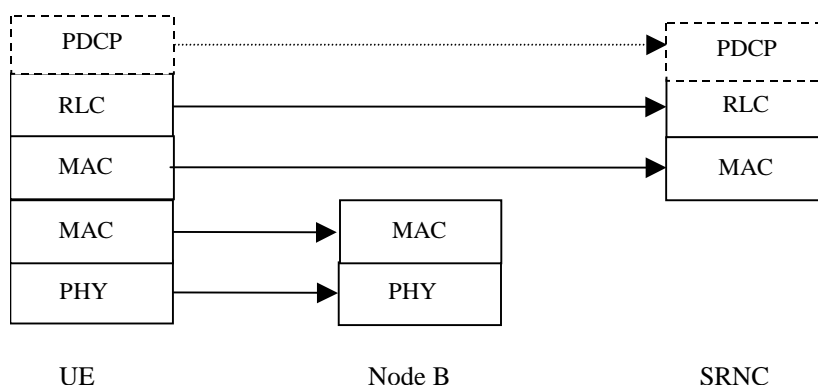 PDCP PDCP
RLC RLC
MAC MAC
MAC MAC
PHY PHY
UE Node B SRNC